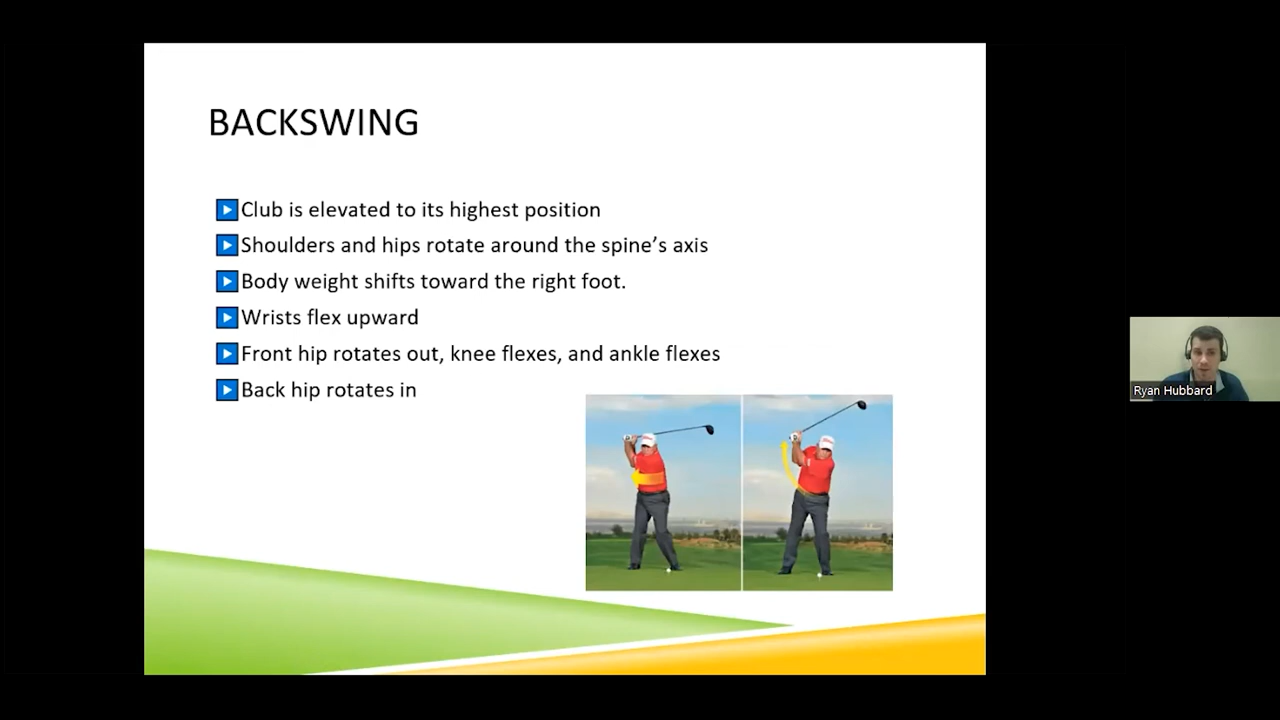 BACKSWING
Club is elevated to its highest position
Shoulders and hips rotate around the spine’s axis
Body weight shifts toward the right foot.
Wrists flex upward
Front hip rotates out, knee flexes, and ankle flexes
Back hip rotates in
Ryan Hubbard